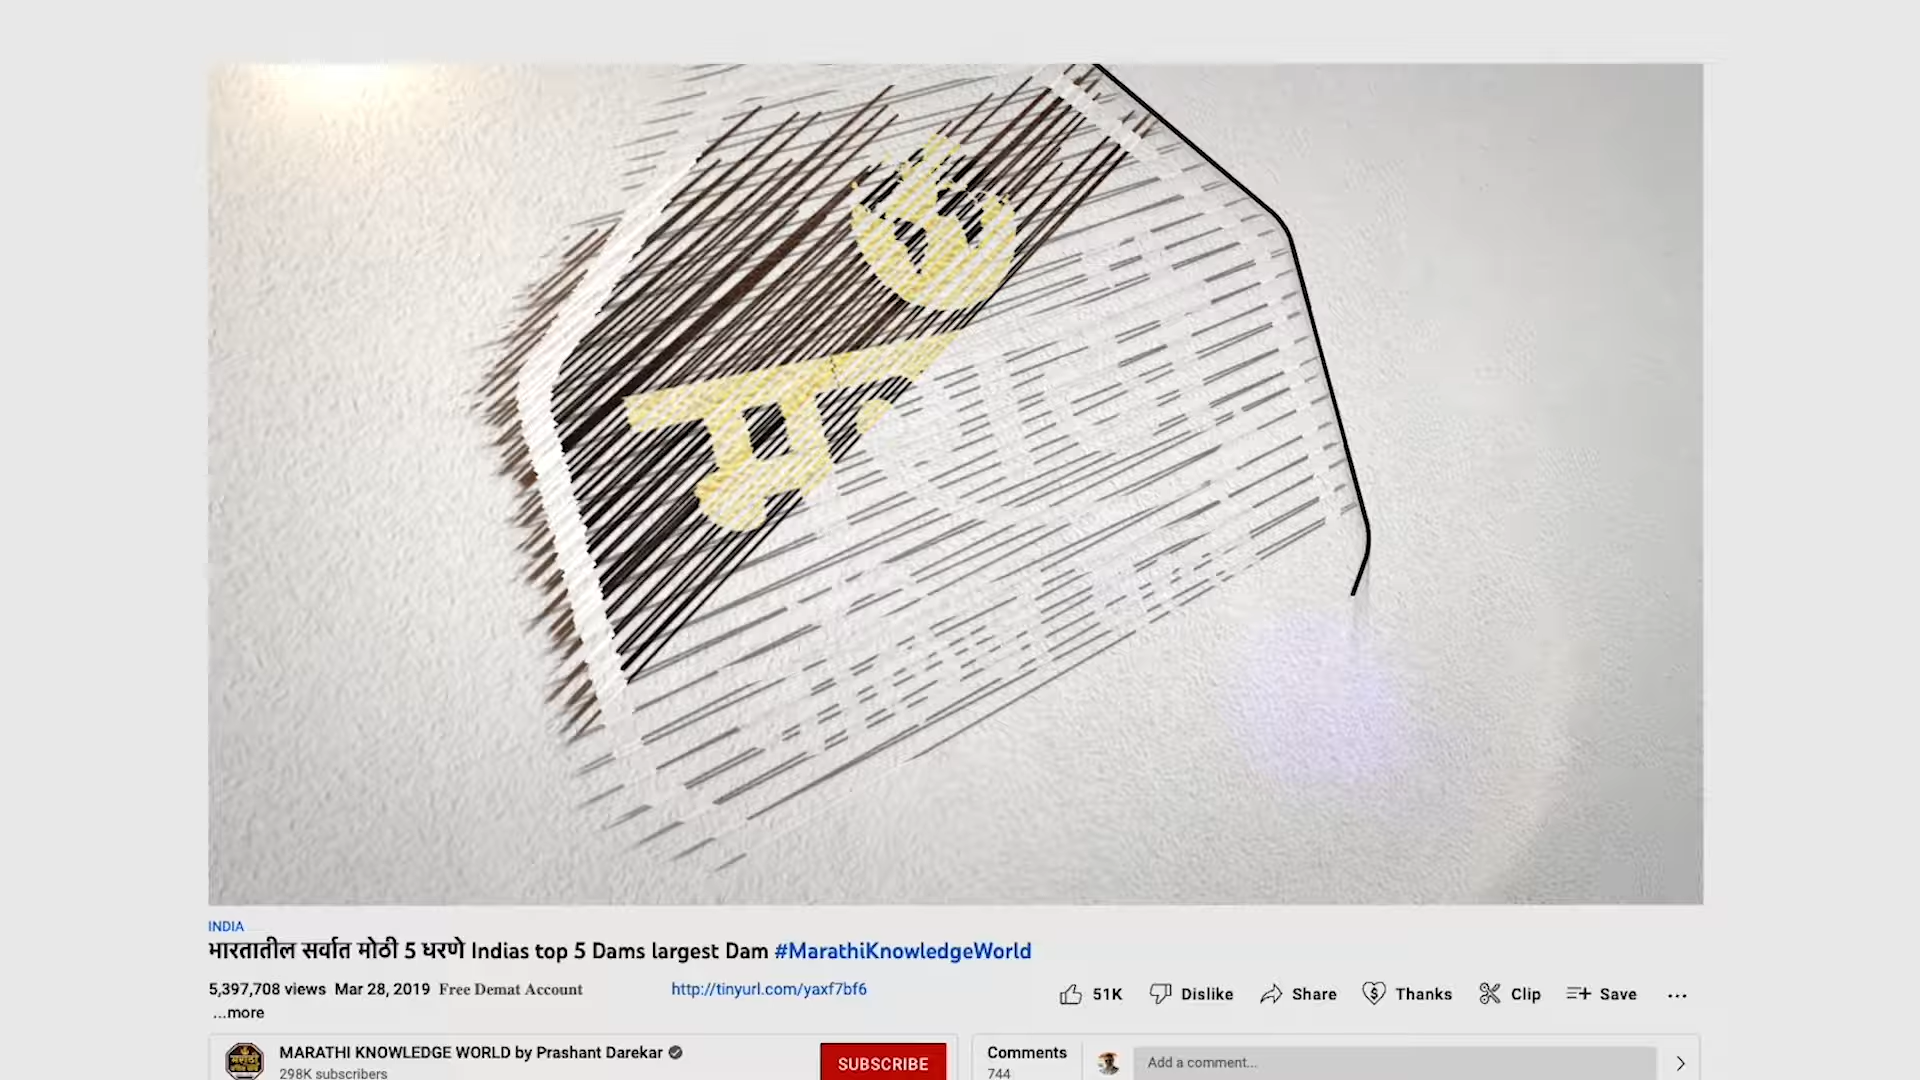 INDIA
भारतातील सर्वात मोठी 5 धरणे Indias top 5 Dams largest Dam #MarathiKnowledgeWorld
5,397,708 views Mar 28, 2019 Free Demat Account http://tinyurl.com/yaxf7bf6
...more
51K Dislike Share Thanks Clip Save
MARATHI KNOWLEDGE WORLD by Prashant Darekar
298K subscribers
SUBSCRIBE
Comments
744
Add a comment...
मराठी